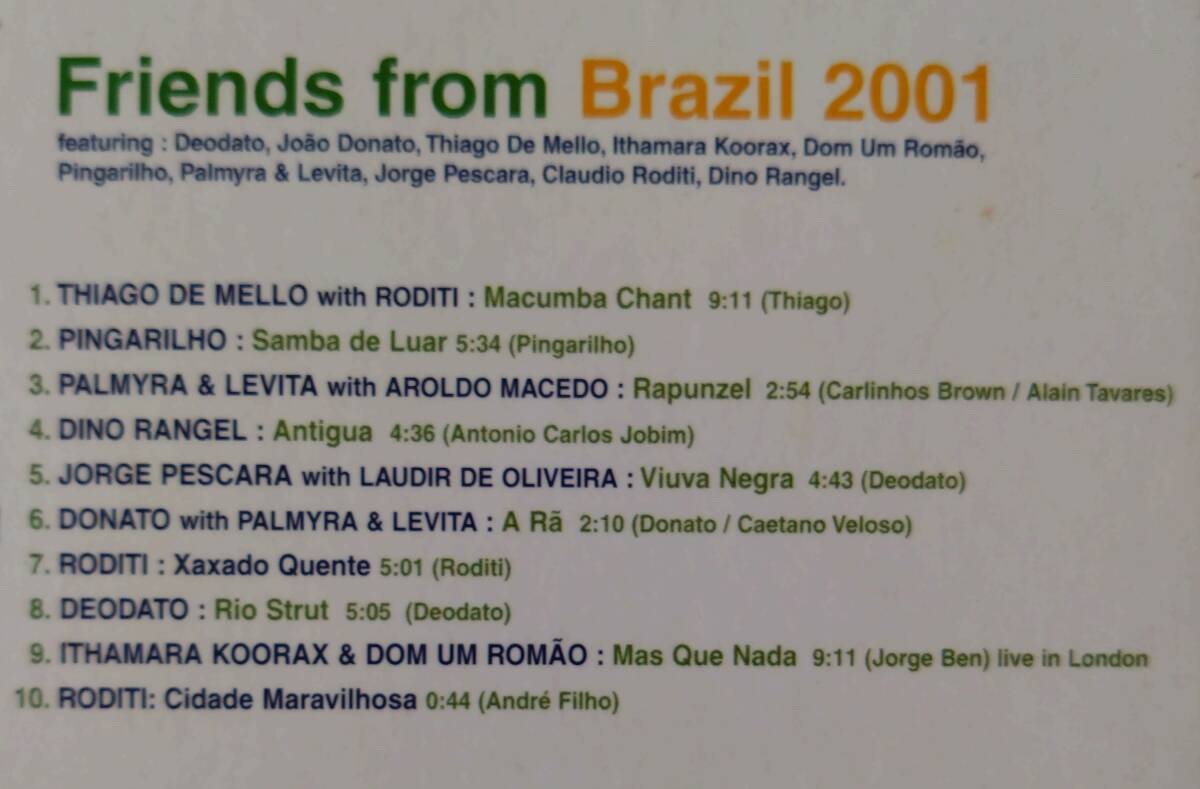 Friends from Brazil 2001
featuring : Deodato, João Donato, Thiago De Mello, Ithamara Koorax, Dom Um Romão,
Pingarilho, Palmyra & Levita, Jorge Pescara, Claudio Roditi, Dino Rangel.
1. THIAGO DE MELLO with RODITI : Macumba Chant 9:11 (Thiago)
2. PINGARILHO : Samba de Luar 5:34 (Pingarilho)
3. PALMYRA & LEVITA with AROLDO MACEDO : Rapunzel 2:54 (Carlinhos Brown / Alain Tavares)
4. DINO RANGEL : Antigua 4:36 (Antonio Carlos Jobim)
5. JORGE PESCARA with LAUDIR DE OLIVEIRA : Viuva Negra 4:43 (Deodato)
6. DONATO with PALMYRA & LEVITA : A Rã 2:10 (Donato / Caetano Veloso)
7. RODITI : Xaxado Quente 5:01 (Roditi)
8. DEODATO : Rio Strut 5:05 (Deodato)
9. ITHAMARA KOORAX & DOM UM ROMÃO : Mas Que Nada 9:11 (Jorge Ben) live in London
10. RODITI: Cidade Maravilhosa 0:44 (André Filho)